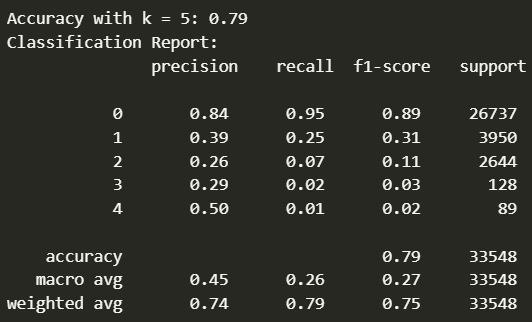 Accuracy with k = 5: 0.79
Classification Report:
precision recall f1-score support
0 0.84 0.95 0.89 26737
1 0.39 0.25 0.31 3950
2 0.26 0.07 0.11 2644
3 0.29 0.02 0.03 128
4 0.50 0.01 0.02 89
accuracy 0.79 33548
macro avg 0.45 0.26 0.27 33548
weighted avg 0.74 0.79 0.75 33548